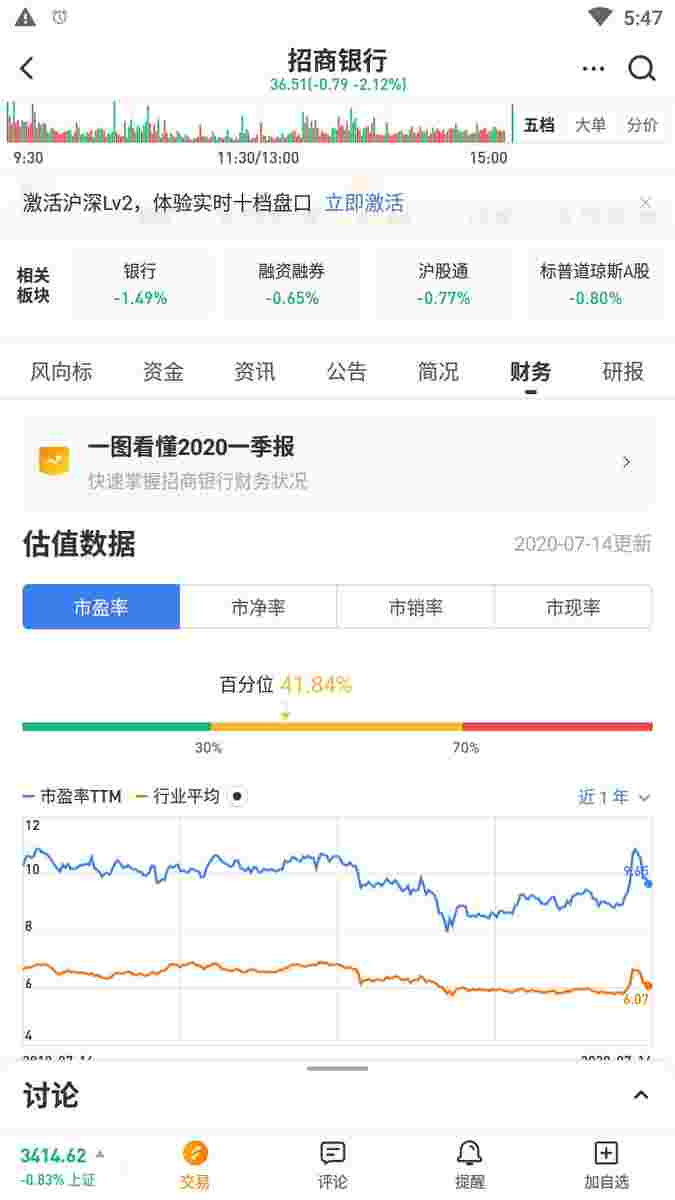 5:47
招商银行
36.51(-0.79 -2.12%)
五档 大单 分价
9:30 11:30/13:00 15:00
激活沪深Lv2，体验实时十档盘口 立即激活
相关板块
银行 融资融券 沪股通 标普道琼斯A股
-1.49% -0.65% -0.77% -0.80%
风向标 资金 资讯 公告 简况 财务 研报
一图看懂2020一季报
快速掌握招商银行财务状况
估值数据 2020-07-14更新
市盈率 市净率 市销率 市现率
百分位 41.84%
30% 70%
市盈率TTM 行业平均 近1年
12
10
9.65
8
6
6.07
4
讨论
3414.62
-0.83% 上证
交易 评论 提醒 加自选